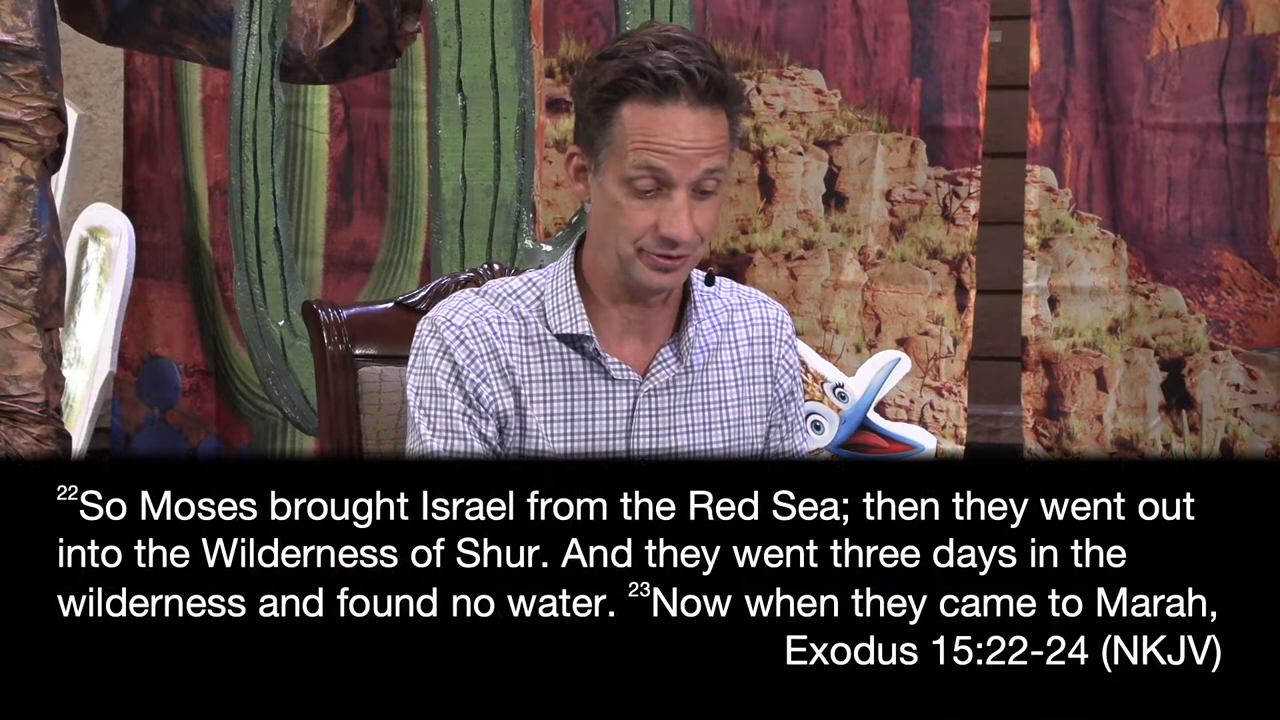 22So Moses brought Israel from the Red Sea; then they went out
into the Wilderness of Shur. And they went three days in the
wilderness and found no water. 23Now when they came to Marah,
Exodus 15:22-24 (NKJV)